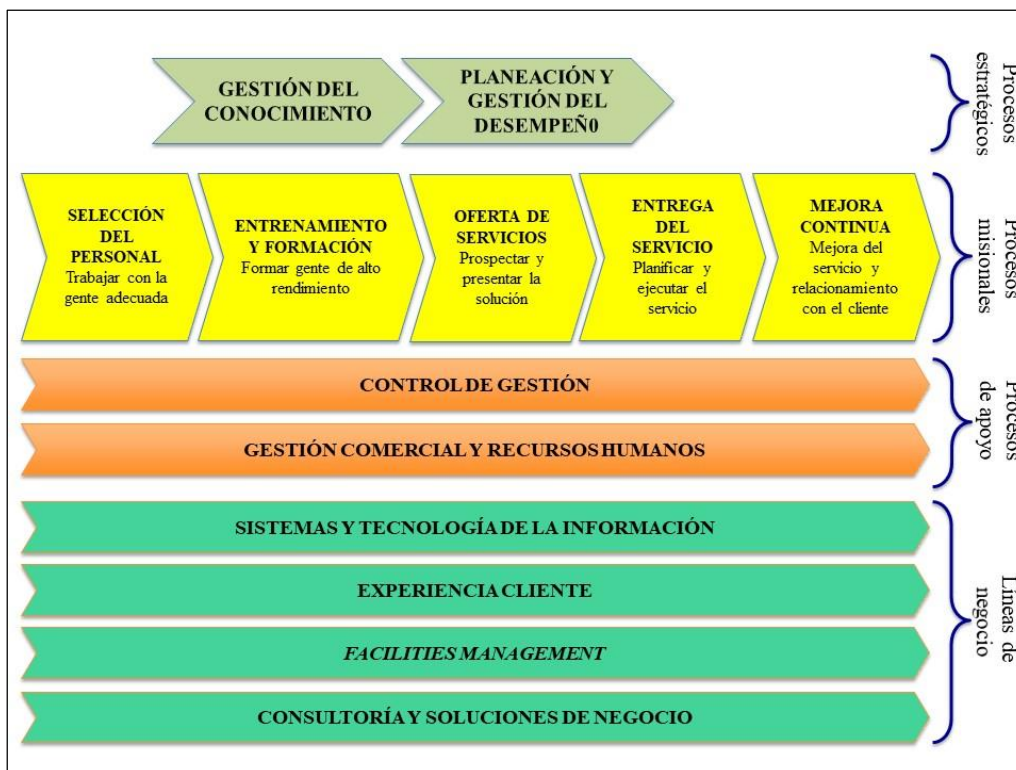 GESTIÓN DEL
CONOCIMIENTO
PLANEACIÓN Y
GESTIÓN DEL
DESEMPEÑ0
Procesos
estratégicos
SELECCIÓN
DEL
PERSONAL
Trabajar con la
gente adecuada
ENTRENAMIENTO
Y FORMACIÓN
Formar gente de alto
rendimiento
OFERTA DE
SERVICIOS
Prospectar y
presentar la
solución
ENTREGA
DEL
SERVICIO
Planificar y
ejecutar el
servicio
MEJORA
CONTINUA
Mejora del
servicio y
relacionamiento
con el cliente
Procesos
misionales
CONTROL DE GESTIÓN
GESTIÓN COMERCIAL Y RECURSOS HUMANOS
Procesos
de apoyo
SISTEMAS Y TECNOLOGÍA DE LA INFORMACIÓN
EXPERIENCIA CLIENTE
FACILITIES MANAGEMENT
CONSULTORÍA Y SOLUCIONES DE NEGOCIO
Líneas de
negocio